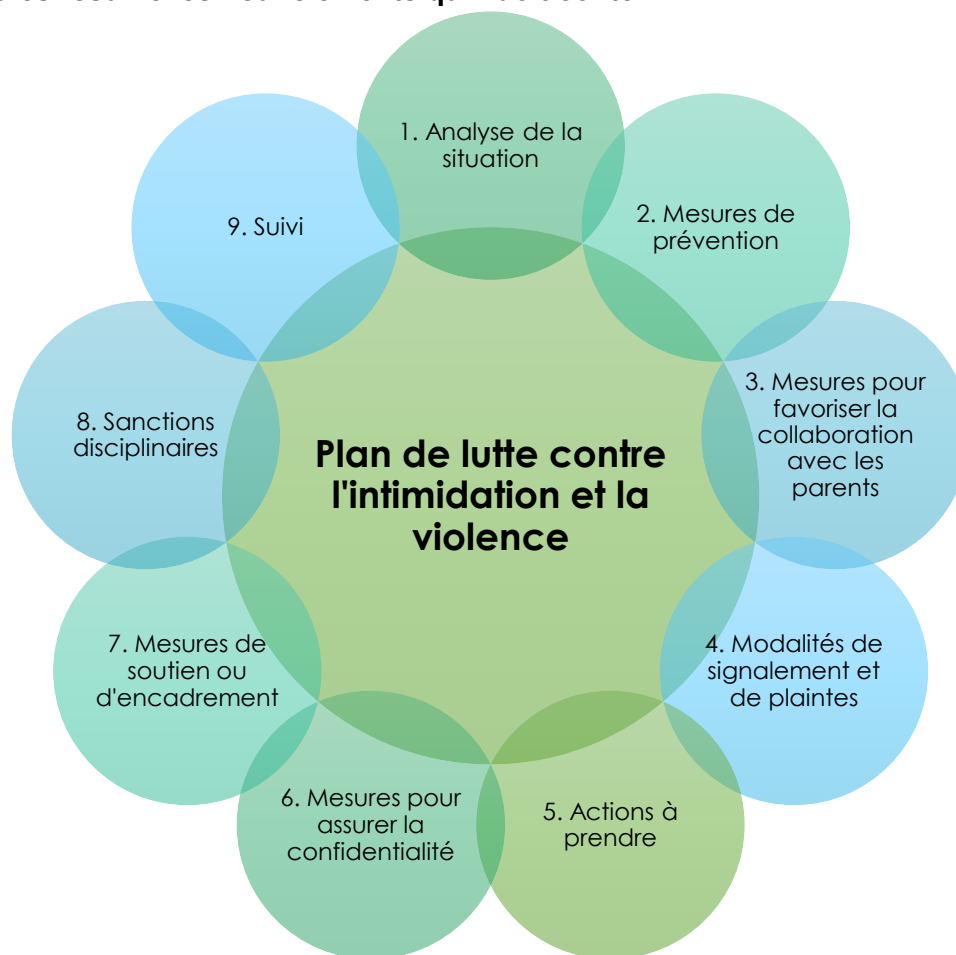 1. Analyse de la
situation
2. Mesures de
prévention
3. Mesures pour
favoriser la
collaboration
avec les
parents
4. Modalités de
signalement et
de plaintes
5. Actions à
prendre
6. Mesures pour
assurer la
confidentialité
7. Mesures de
soutien ou
d'encadrement
8. Sanctions
disciplinaires
9. Suivi
Plan de lutte contre
l'intimidation et la
violence